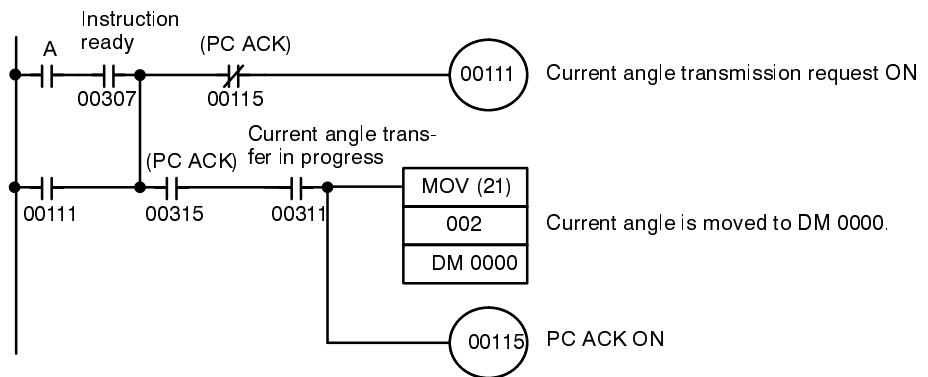 Instruction
ready
A
(PC ACK)
00307
00115
00111
Current angle transmission request ON
Current angle trans-
fer in progress
(PC ACK)
00111
00315
00311
MOV (21)
002
DM 0000
Current angle is moved to DM 0000.
00115
PC ACK ON